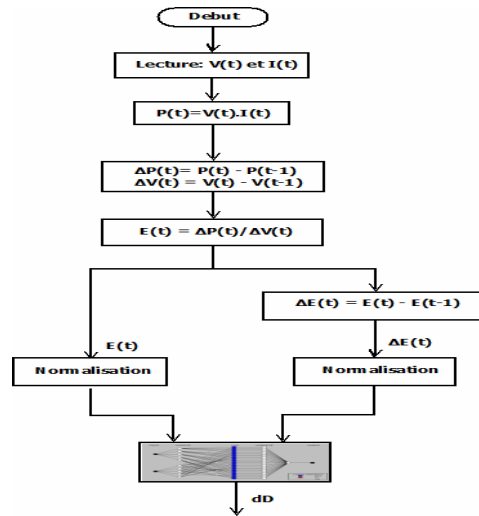 Debut
Lecture: V(t) et I(t)
P(t)=V(t).I(t)
ΔP(t)= P(t) - P(t-1)
ΔV(t) = V(t) - V(t-1)
E(t) = ΔP(t)/ΔV(t)
ΔE(t) = E(t) - E(t-1)
E(t)
ΔE(t)
Normalisation
Normalisation
dD